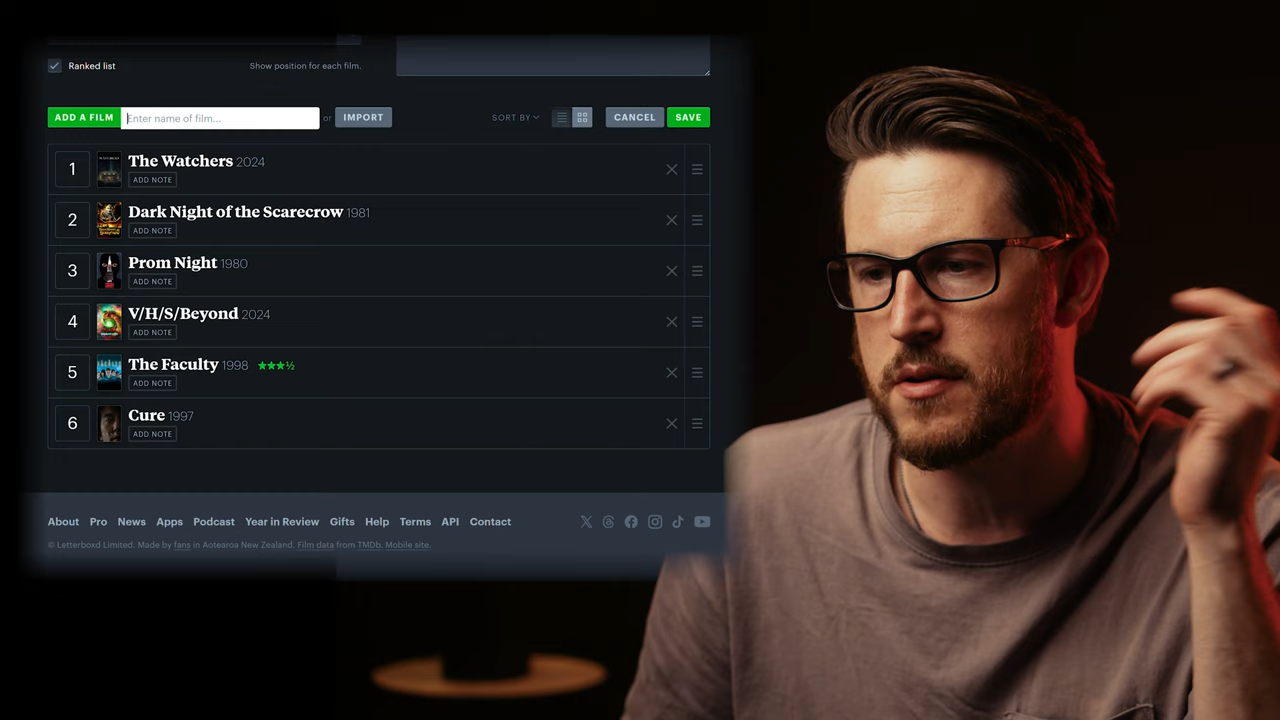 Ranked list Show position for each film.
ADD A FILM Enter name of film... or IMPORT SORT BY CANCEL SAVE
1 The Watchers 2024
ADD NOTE
2 Dark Night of the Scarecrow 1981
ADD NOTE
3 Prom Night 1980
ADD NOTE
4 V/H/S/Beyond 2024
ADD NOTE
5 The Faculty 1998 ★★★½
ADD NOTE
6 Cure 1997
ADD NOTE
About Pro News Apps Podcast Year in Review Gifts Help Terms API Contact
© Letterboxd Limited. Made by fans in Aotearoa New Zealand. Film data from TMDb. Mobile site.